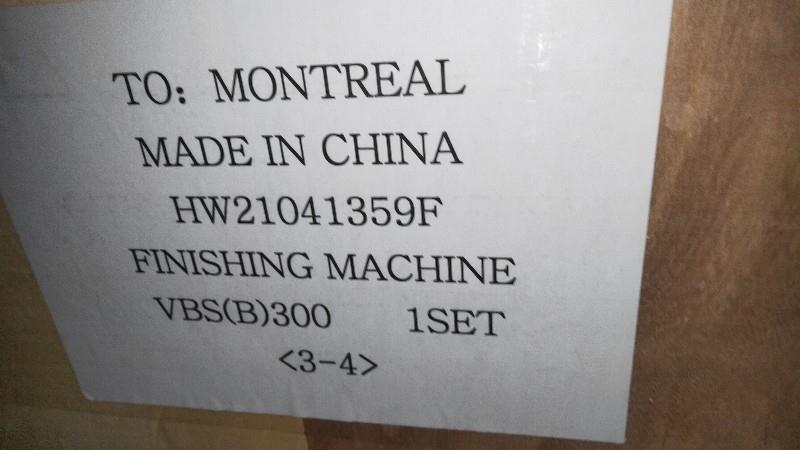 TO: MONTREAL
MADE IN CHINA
HW21041359F
FINISHING MACHINE
VBS(B)300 1SET
<3-4>